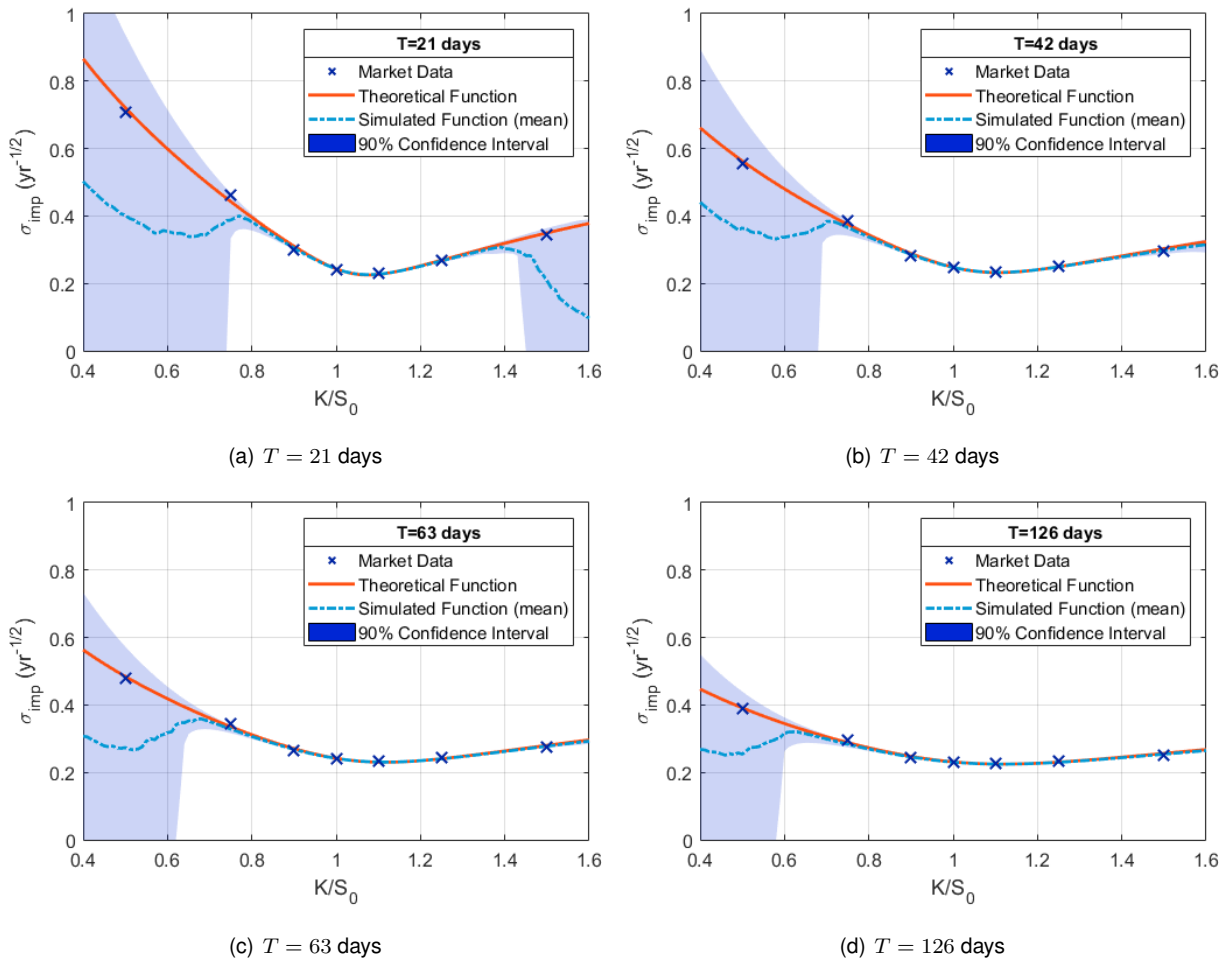 T=21 days
Market Data
Theoretical Function
Simulated Function (mean)
90% Confidence Interval
σimp (yr-1/2)
1
0.8
0.6
0.4
0.2
0
0.4 0.6 0.8 1 1.2 1.4 1.6
K/S0
(a) T = 21 days
T=42 days
Market Data
Theoretical Function
Simulated Function (mean)
90% Confidence Interval
σimp (yr-1/2)
1
0.8
0.6
0.4
0.2
0
0.4 0.6 0.8 1 1.2 1.4 1.6
K/S0
(b) T = 42 days
T=63 days
Market Data
Theoretical Function
Simulated Function (mean)
90% Confidence Interval
σimp (yr-1/2)
1
0.8
0.6
0.4
0.2
0
0.4 0.6 0.8 1 1.2 1.4 1.6
K/S0
(c) T = 63 days
T=126 days
Market Data
Theoretical Function
Simulated Function (mean)
90% Confidence Interval
σimp (yr-1/2)
1
0.8
0.6
0.4
0.2
0
0.4 0.6 0.8 1 1.2 1.4 1.6
K/S0
(d) T = 126 days